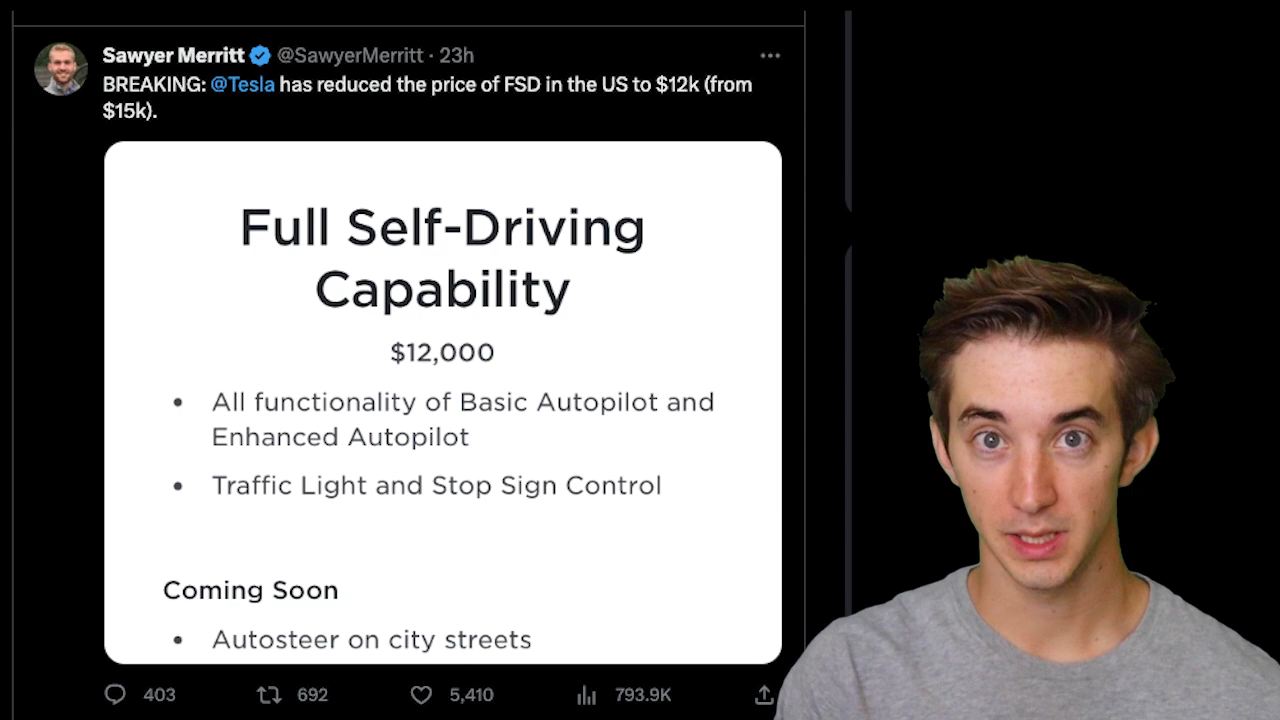 Sawyer Merritt @SawyerMerritt · 23h
BREAKING: @Tesla has reduced the price of FSD in the US to $12k (from
$15k).
Full Self-Driving
Capability
$12,000
• All functionality of Basic Autopilot and
Enhanced Autopilot
• Traffic Light and Stop Sign Control
Coming Soon
• Autosteer on city streets
403 692 5,410 793.9K